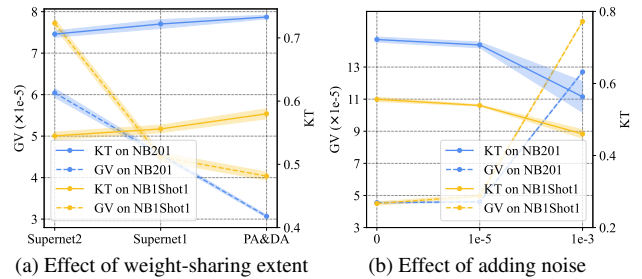 8
7
6
5
4
3
GV (×1e-5)
0.7
0.6
0.5
0.4
KT
KT on NB201
GV on NB201
KT on NB1Shot1
GV on NB1Shot1
Supernet2 Supernet1 PA&DA
(a) Effect of weight-sharing extent
13
11
9
7
5
3
GV (×1e-5)
0.8
0.6
0.4
0.2
KT
KT on NB201
GV on NB201
KT on NB1Shot1
GV on NB1Shot1
0 1e-5 1e-3
(b) Effect of adding noise